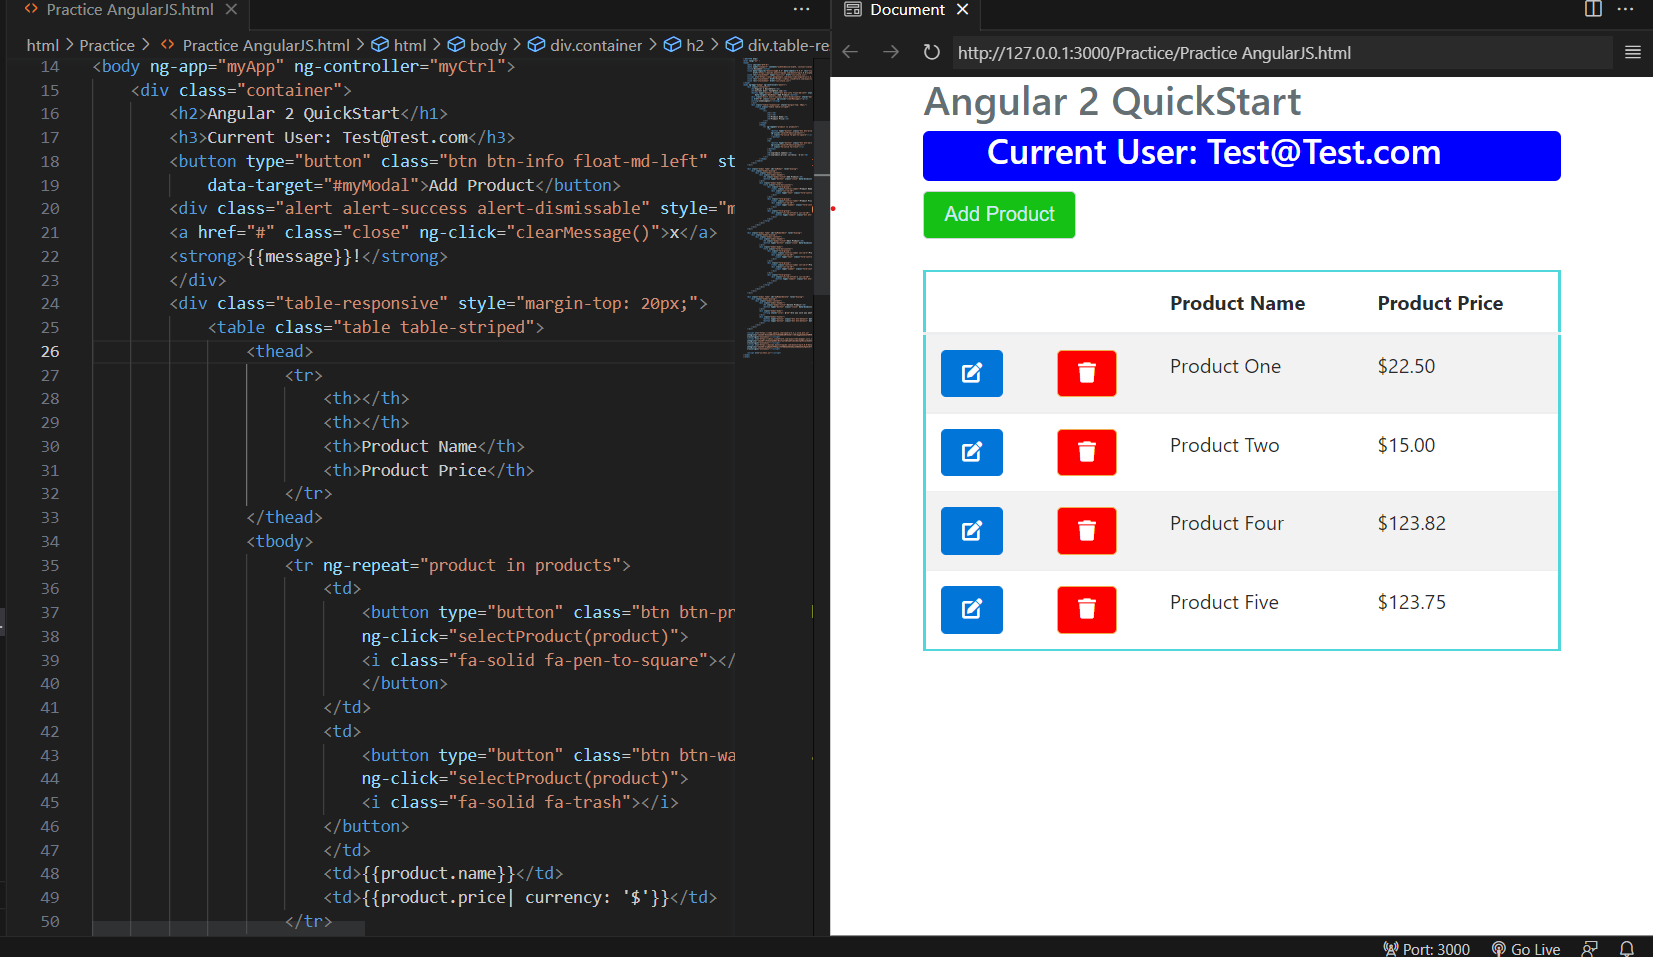 Practice AngularJS.html
html > Practice > Practice AngularJS.html > html > body > div.container > h2 > div.table-re
14 <body ng-app="myApp" ng-controller="myCtrl">
15 <div class="container">
16 <h2>Angular 2 QuickStart</h1>
17 <h3>Current User: Test@Test.com</h3>
18 <button type="button" class="btn btn-info float-md-left" st
19 data-target="#myModal">Add Product</button>
20 <div class="alert alert-success alert-dismissable" style="m
21 <a href="#" class="close" ng-click="clearMessage()">x</a>
22 <strong>{{message}}!</strong>
23 </div>
24 <div class="table-responsive" style="margin-top: 20px;">
25 <table class="table table-striped">
26 <thead>
27 <tr>
28 <th></th>
29 <th></th>
30 <th>Product Name</th>
31 <th>Product Price</th>
32 </tr>
33 </thead>
34 <tbody>
35 <tr ng-repeat="product in products">
36 <td>
37 <button type="button" class="btn btn-pr
38 ng-click="selectProduct(product)">
39 <i class="fa-solid fa-pen-to-square"></
40 </button>
41 </td>
42 <td>
43 <button type="button" class="btn btn-wa
44 ng-click="selectProduct(product)">
45 <i class="fa-solid fa-trash"></i>
46 </button>
47 </td>
48 <td>{{product.name}}</td>
49 <td>{{product.price| currency: '$'}}</td>
50 </tr>
Document
http://127.0.0.1:3000/Practice/Practice AngularJS.html
Angular 2 QuickStart
Current User: Test@Test.com
Add Product
Product Name Product Price
Product One $22.50
Product Two $15.00
Product Four $123.82
Product Five $123.75
Port: 3000 Go Live